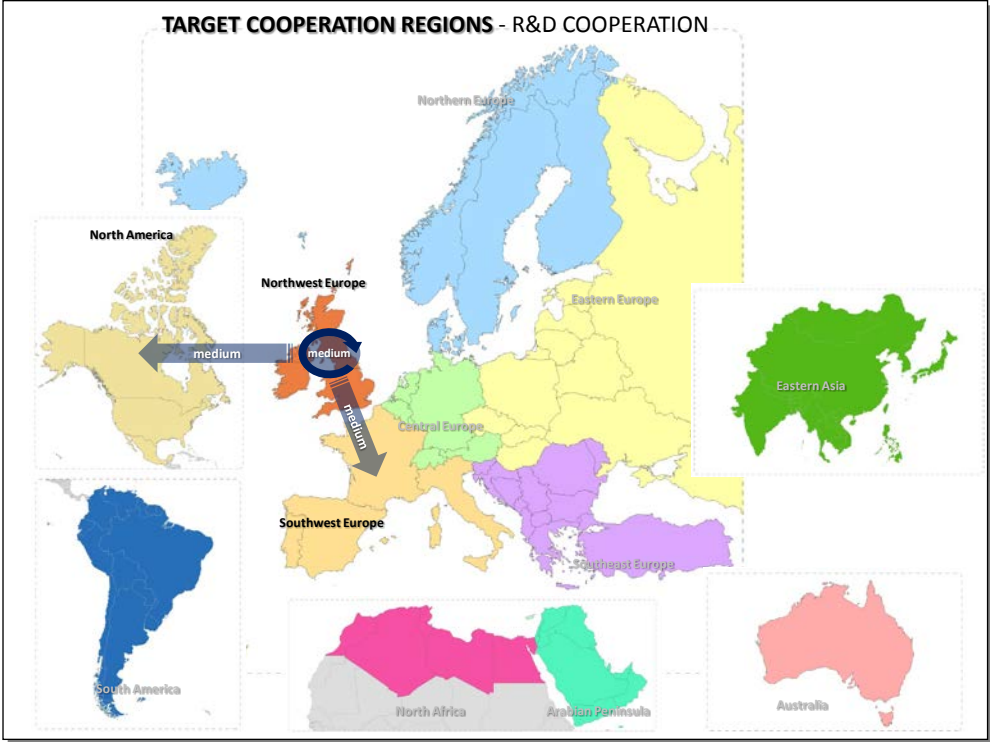 TARGET COOPERATION REGIONS - R&D COOPERATION
Northern Europe
North America
Northwest Europe
Eastern Europe
medium
medium
medium
Eastern Asia
Central Europe
Southwest Europe
Southeast Europe
South America
North Africa
Arabian Peninsula
Australia